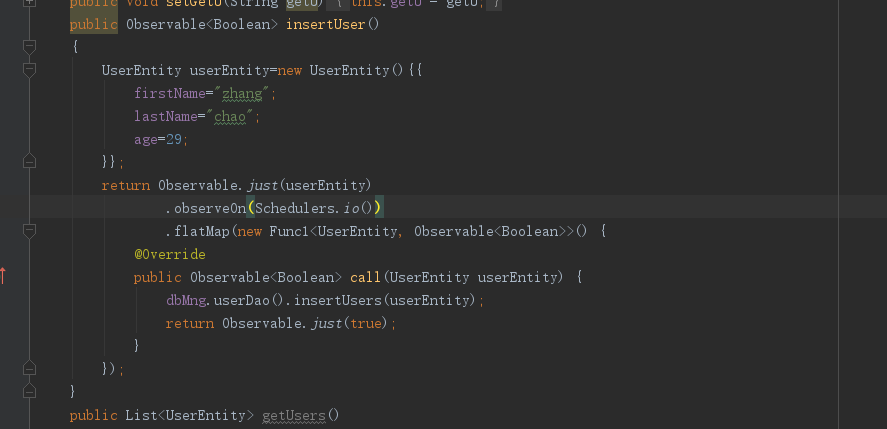 public void setGetU(String getU) { this.getU = getU; }
public Observable<Boolean> insertUser()
{
UserEntity userEntity=new UserEntity(){{
firstName="zhang";
lastName="chao";
age=29;
}};
return Observable.just(userEntity)
.observeOn(Schedulers.io())
.flatMap(new Func1<UserEntity, Observable<Boolean>>() {
@Override
public Observable<Boolean> call(UserEntity userEntity) {
dbMng.userDao().insertUsers(userEntity);
return Observable.just(true);
}
});
}
public List<UserEntity> getUsers()